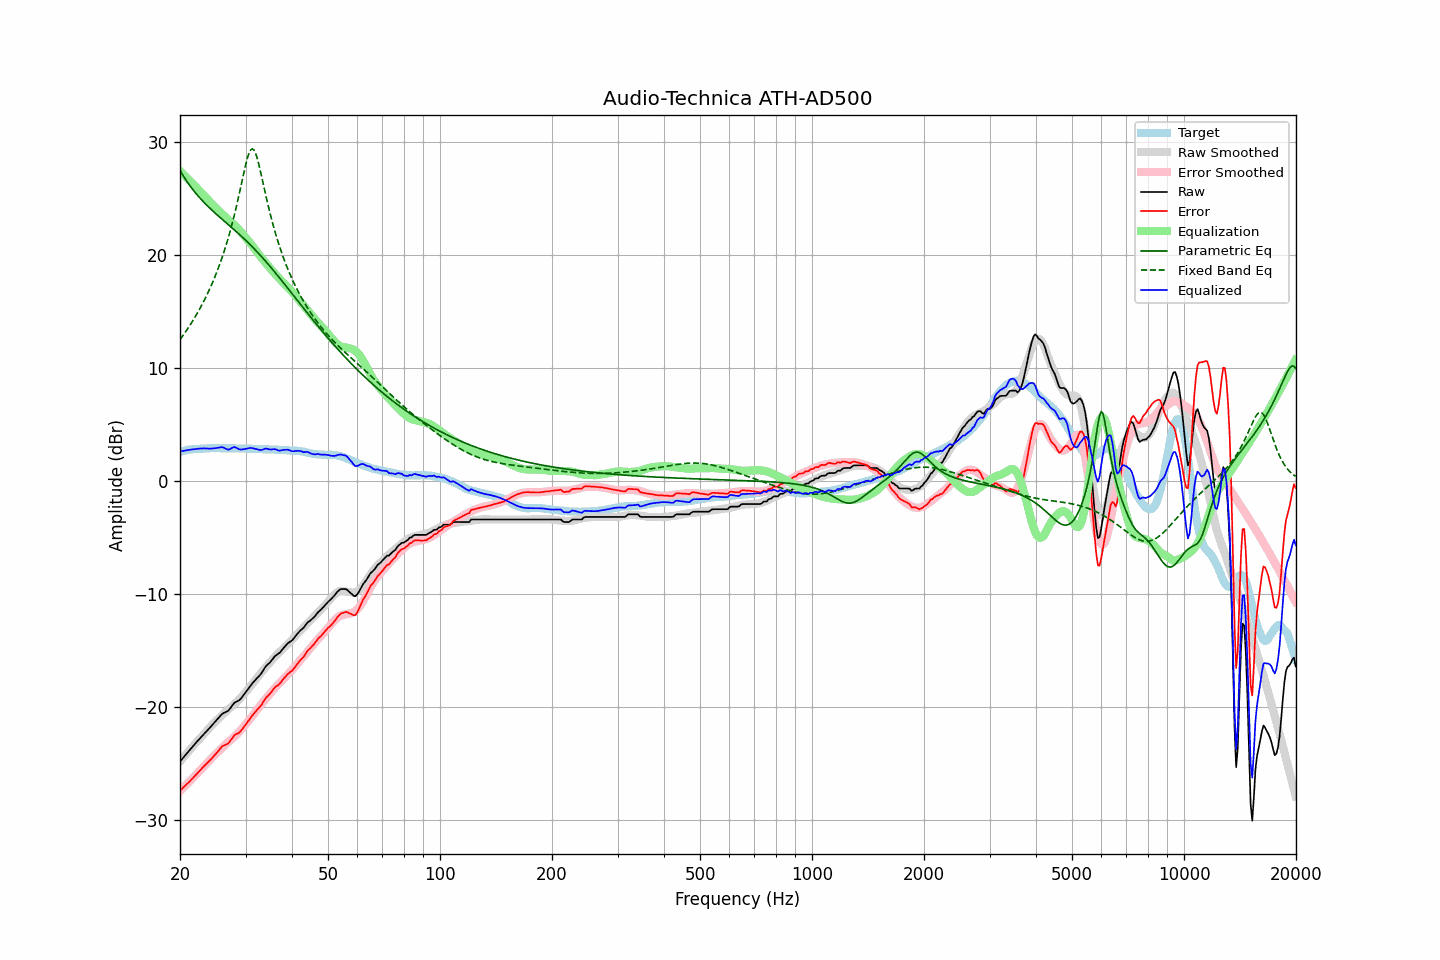 Audio-Technica ATH-AD500
Target
Raw Smoothed
Error Smoothed
Raw
Error
Equalization
Parametric Eq
Fixed Band Eq
Equalized
Amplitude (dBr)
30
20
10
0
−10
−20
−30
20 50 100 200 500 1000 2000 5000 10000 20000
Frequency (Hz)